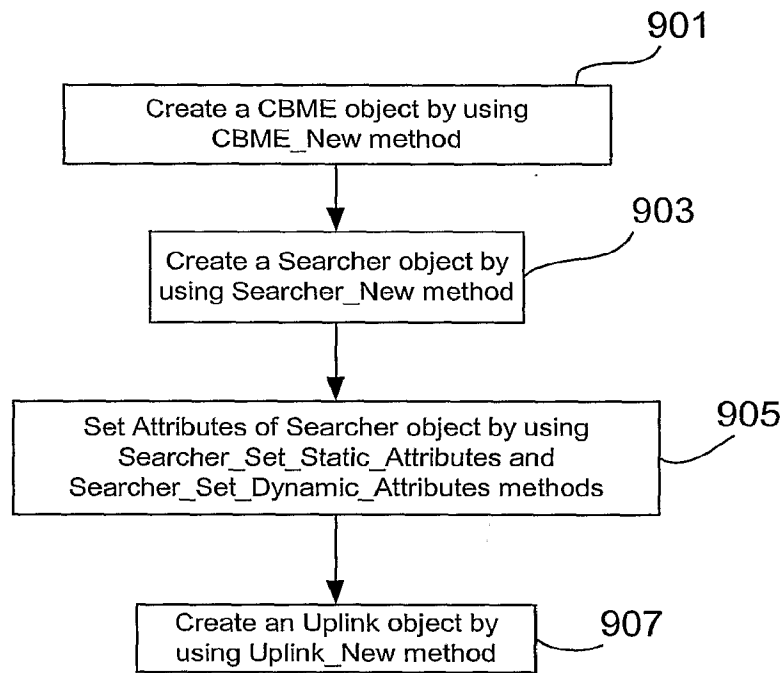 901
Create a CBME object by using
CBME_New method
903
Create a Searcher object by
using Searcher_New method
905
Set Attributes of Searcher object by using
Searcher_Set_Static_Attributes and
Searcher_Set_Dynamic_Attributes methods
907
Create an Uplink object by
using Uplink_New method